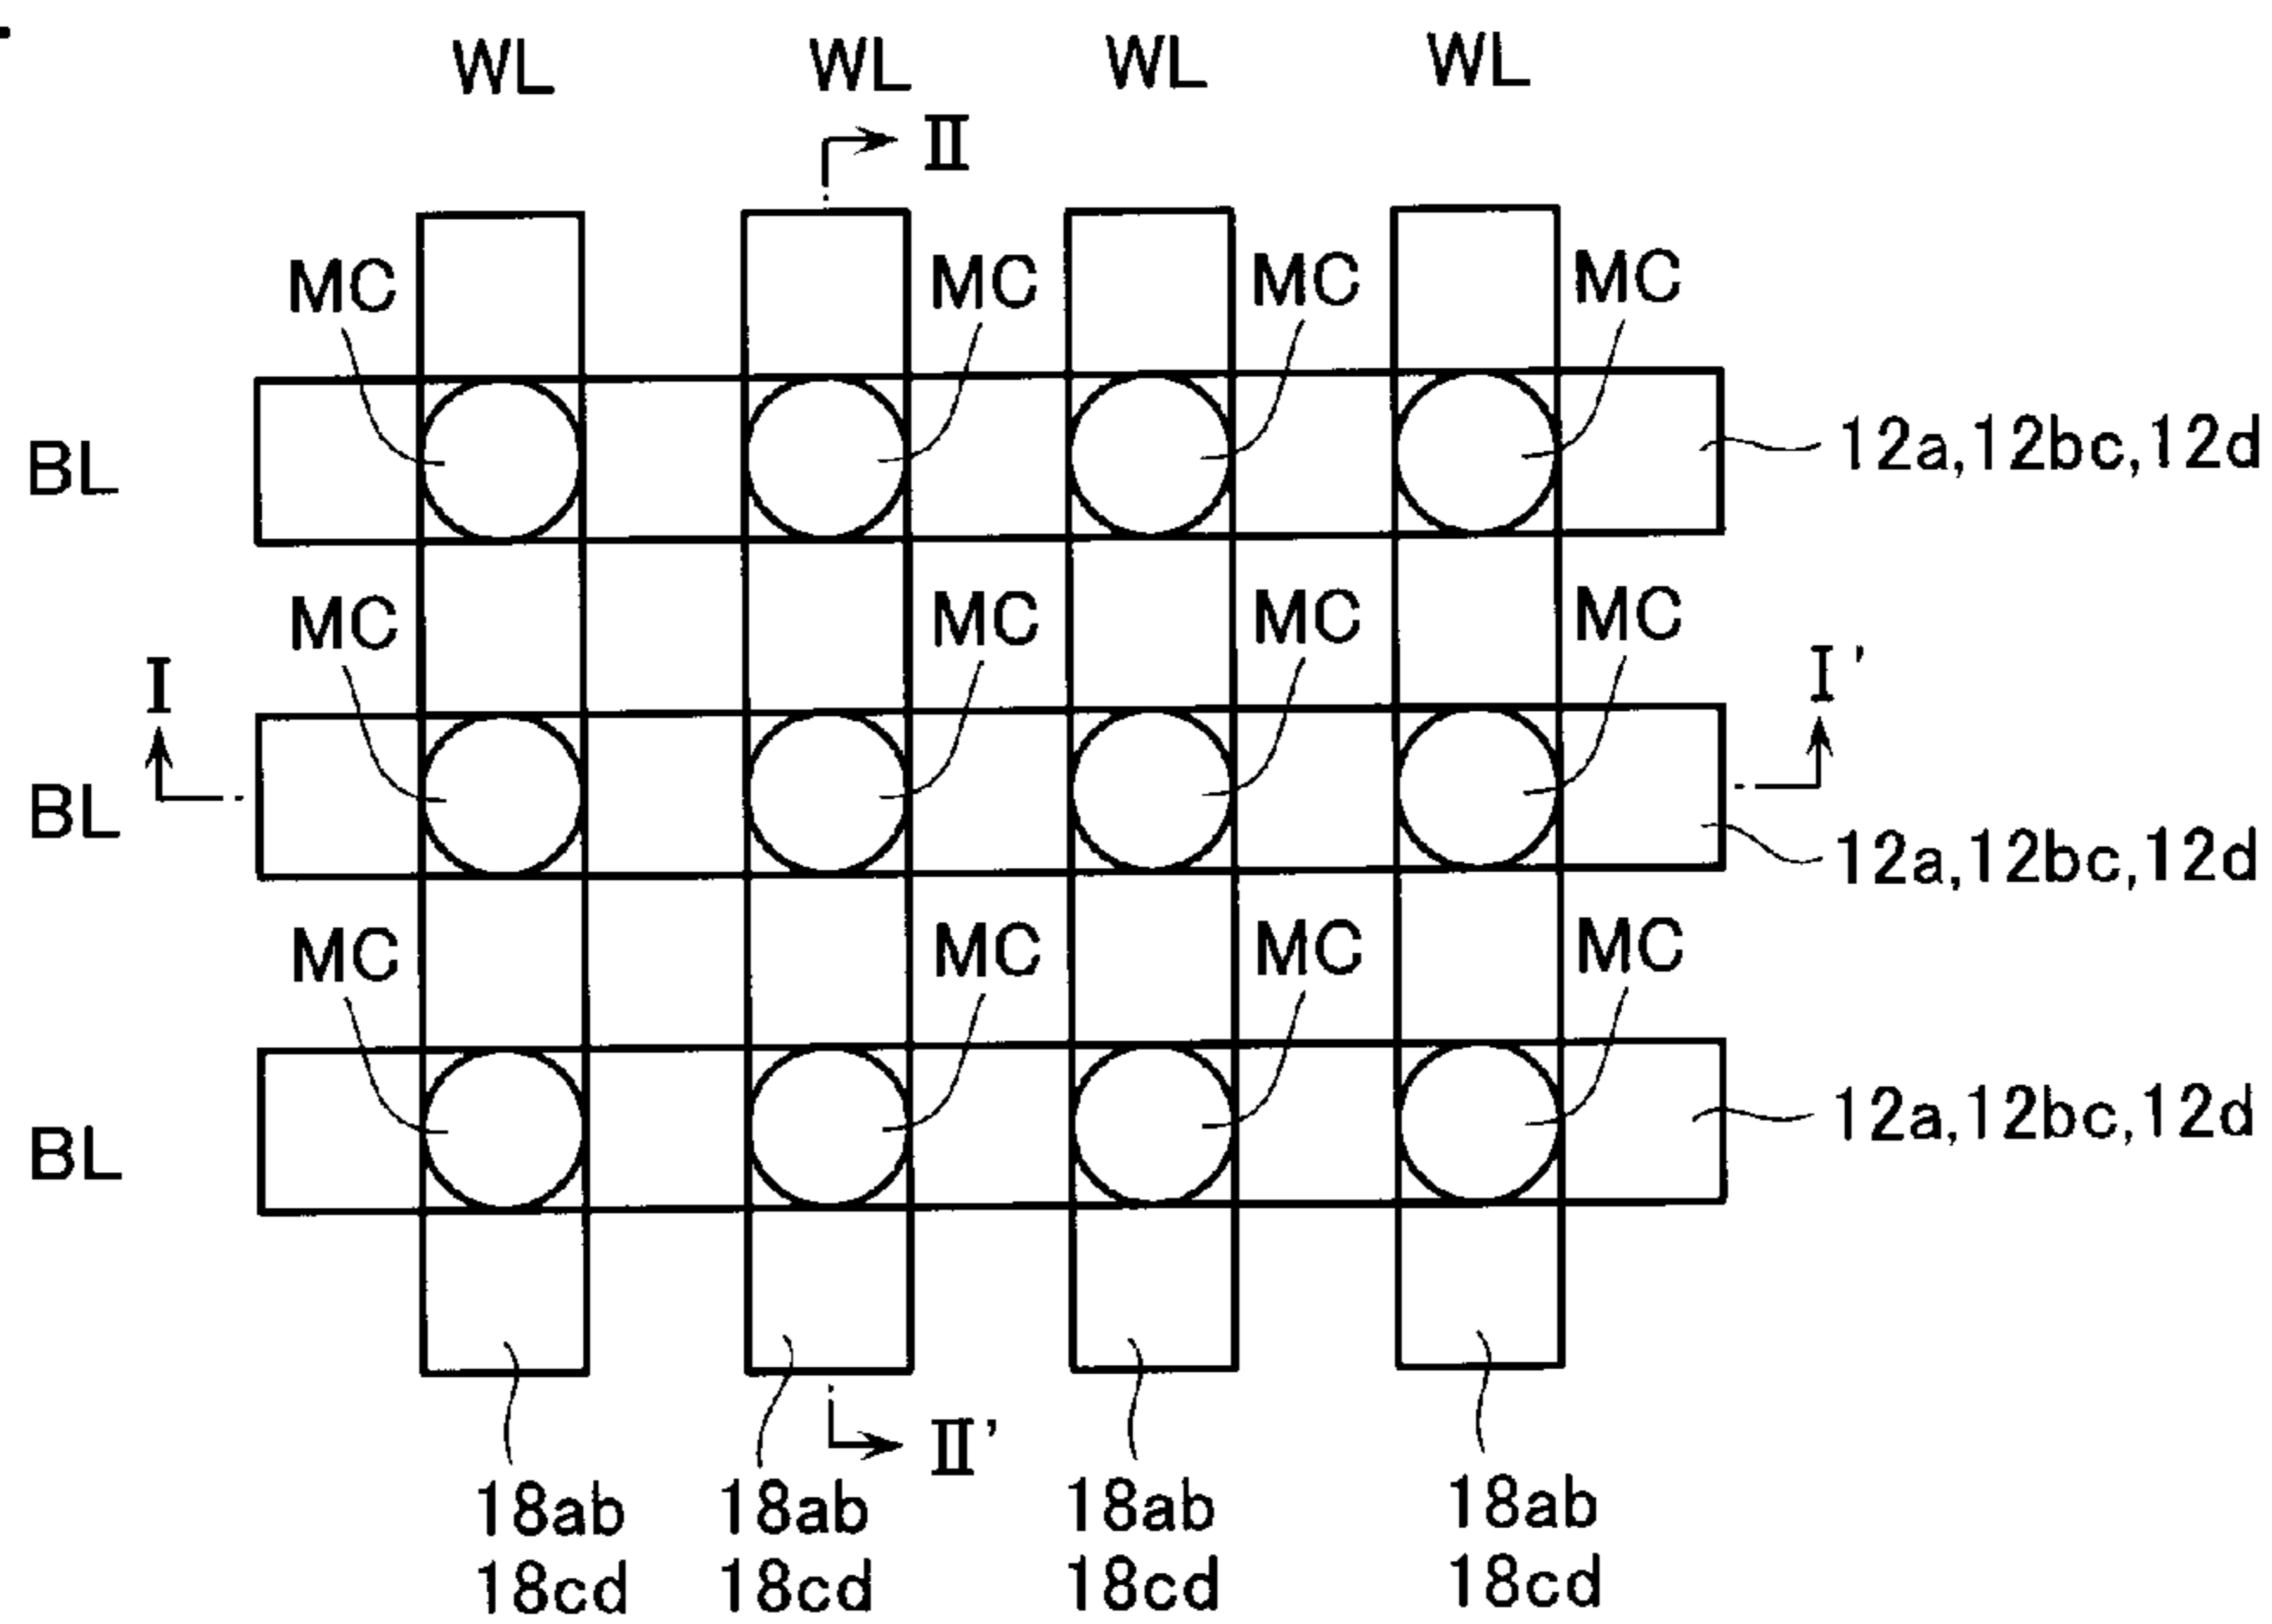 WL WL WL WL
II
MC MC MC MC
BL 12a,12bc,12d
MC MC MC MC
I I'
BL 12a,12bc,12d
MC MC MC MC
BL 12a,12bc,12d
II'
18ab 18ab 18ab 18ab
18cd 18cd 18cd 18cd